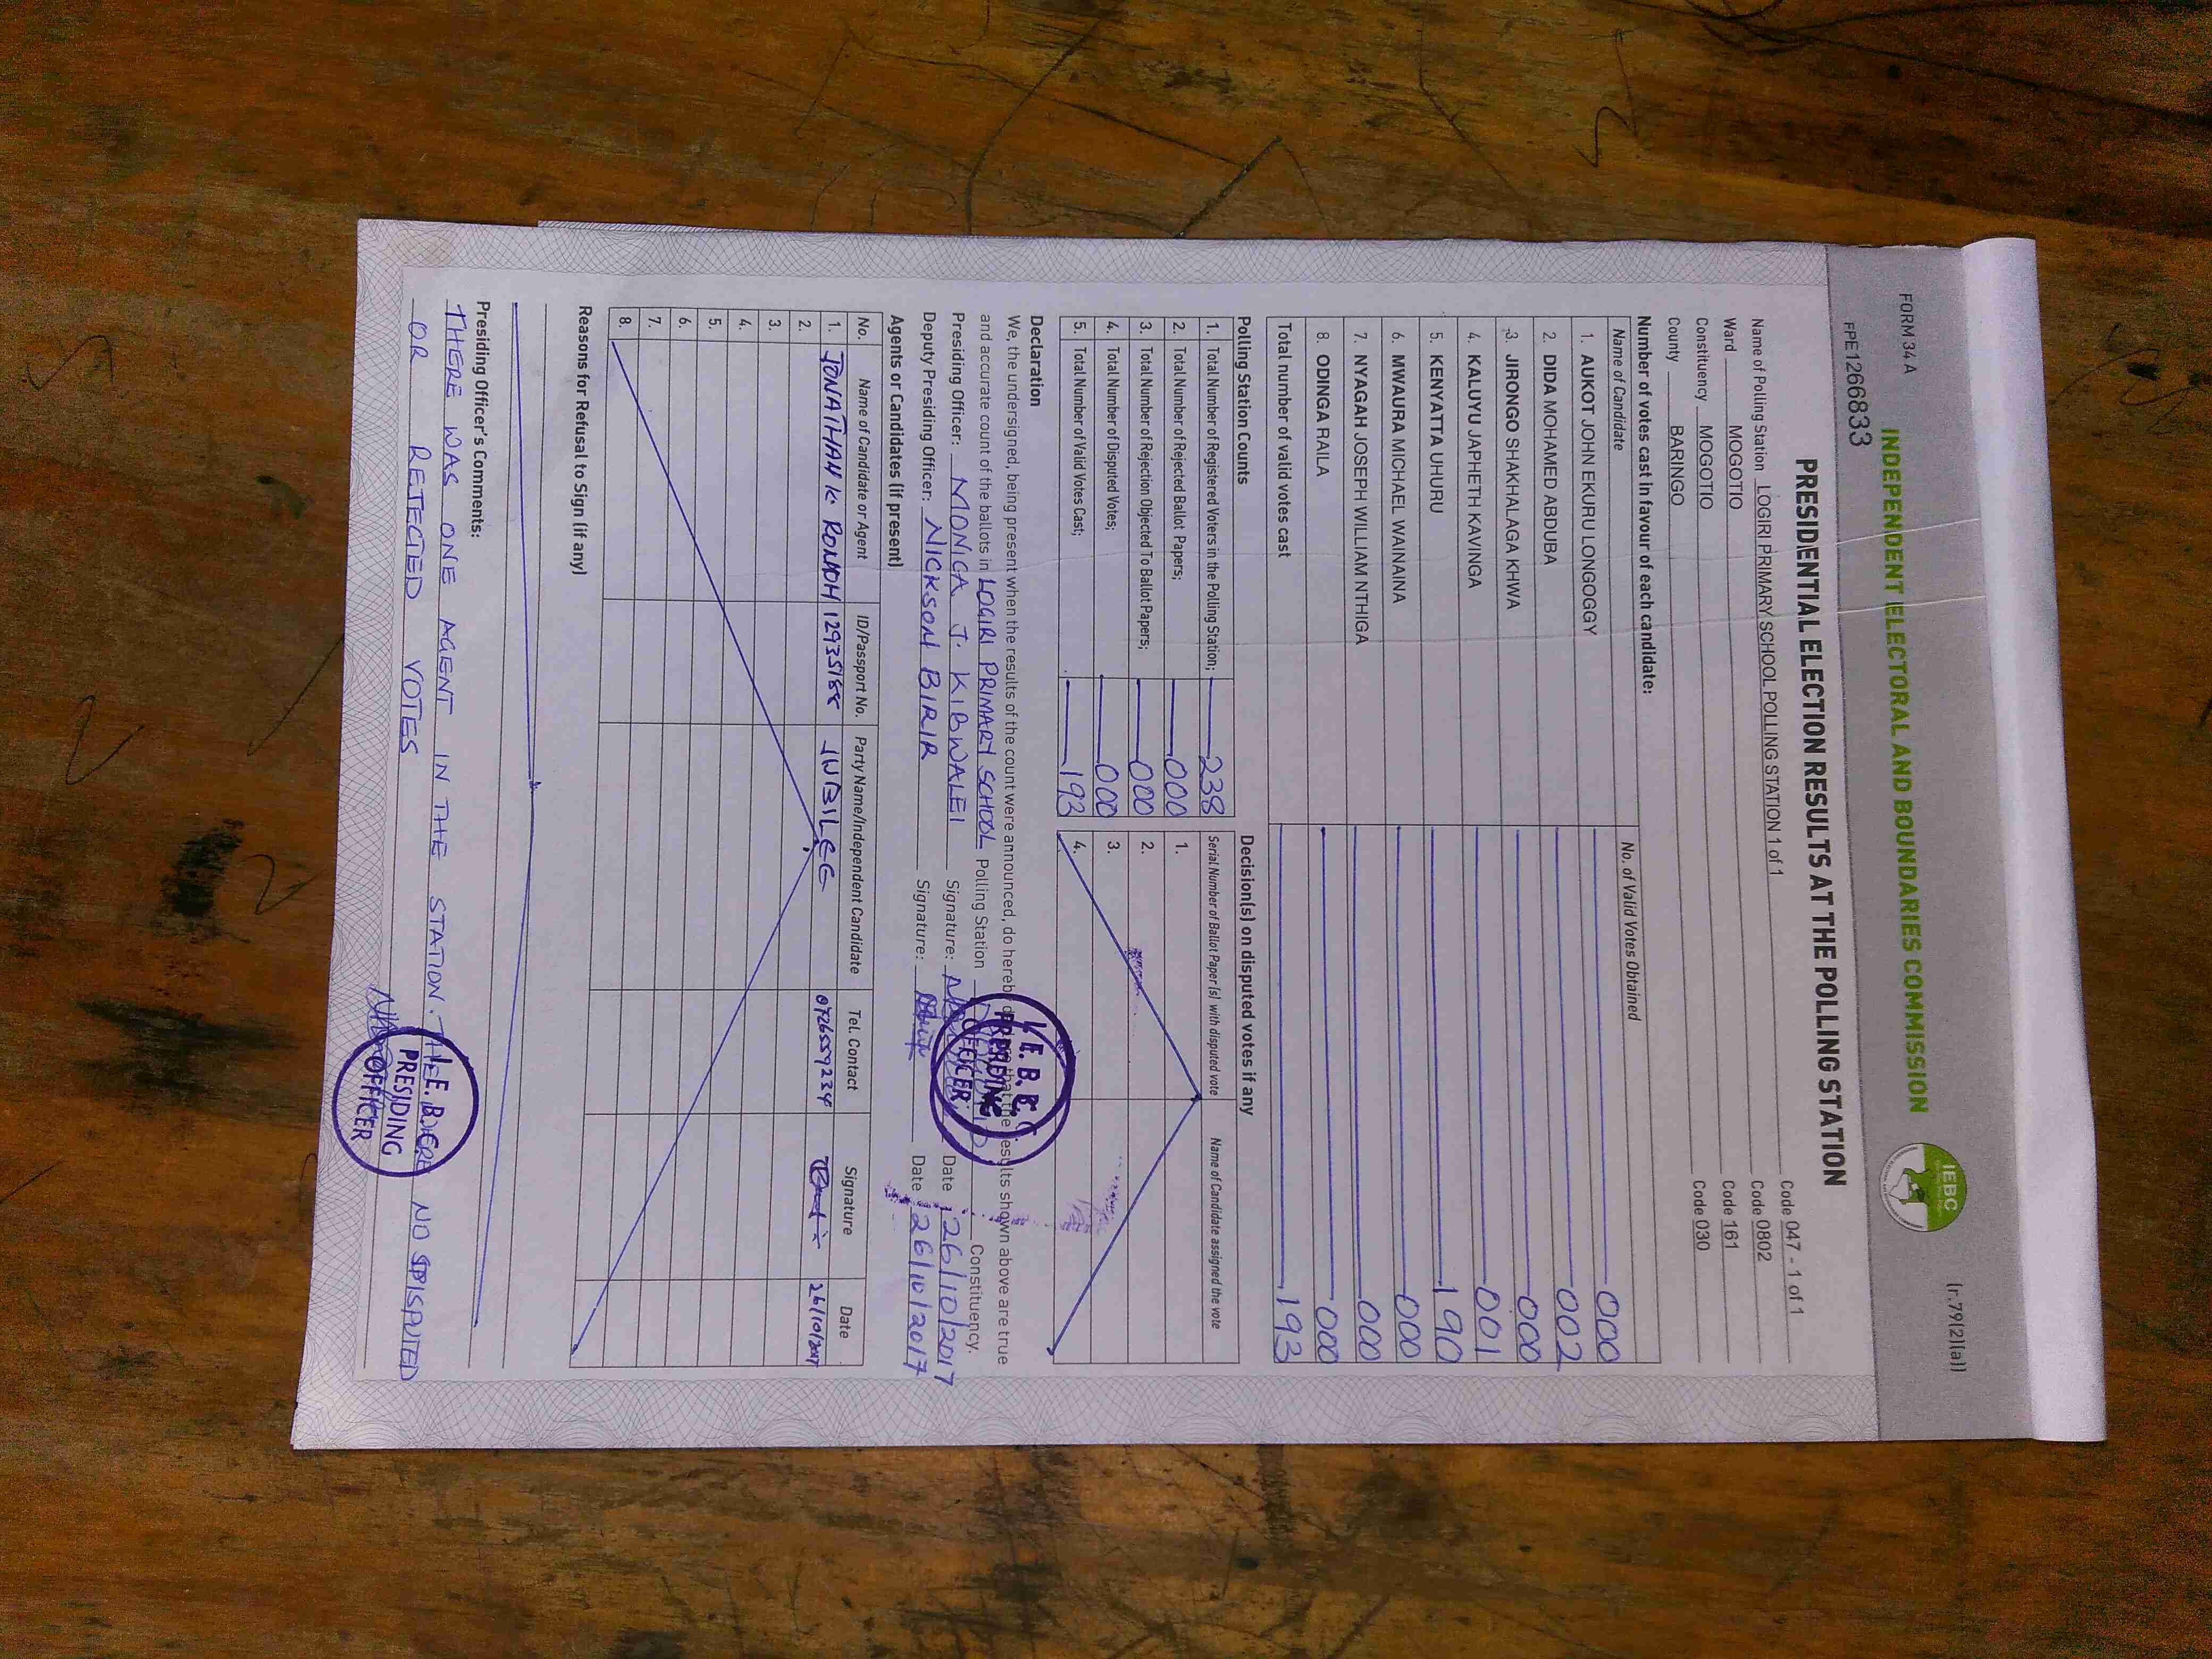 FORM 34 A
(r.79(2)(a))
INDEPENDENT ELECTORAL AND BOUNDARIES COMMISSION
IEBC
FPE1266833
PRESIDENTIAL ELECTION RESULTS AT THE POLLING STATION
Name of Polling Station LOGIRI PRIMARY SCHOOL POLLING STATION 1 of 1 Code 047 - 1 of 1
Ward MOGOTIO Code 0802
Constituency MOGOTIO Code 161
County BARINGO Code 030
Number of votes cast in favour of each candidate:
Name of Candidate No. of Valid Votes Obtained
1. AUKOT JOHN EKURU LONGOGGY 000
2. DIDA MOHAMED ABDUBA 002
3. JIRONGO SHAKHALAGA KHWA 000
4. KALUYU JAPHETH KAVINGA 001
5. KENYATTA UHURU 190
6. MWAURA MICHAEL WAINAINA 000
7. NYAGAH JOSEPH WILLIAM NTHIGA 000
8. ODINGA RAILA 000
Total number of valid votes cast 193
Polling Station Counts
1. Total Number of Registered Voters in the Polling Station; 238
2. Total Number of Rejected Ballot Papers; 000
3. Total Number of Rejection Objected To Ballot Papers; 000
4. Total Number of Disputed Votes; 000
5. Total Number of Valid Votes Cast; 193
Decision(s) on disputed votes if any
Serial Number of Ballot Paper (s) with disputed vote Name of Candidate assigned the vote
1.
2.
3.
4.
Declaration
We, the undersigned, being present when the results of the count were announced, do hereby that the results shown above are true
and accurate count of the ballots in LOGIRI PRIMARY SCHOOL Polling Station Constituency.
Presiding Officer: MONICA J. KIBWALEI Signature: Date 26/10/2017
Deputy Presiding Officer: NICKSON BIRIR Signature: Date 26/10/2017
I.E.B.C.
PRESIDING
OFFICER
Agents or Candidates (if present)
No. Name of Candidate or Agent ID/Passport No. Party Name/Independent Candidate Tel. Contact Signature Date
1. JONATHAN K. ROMOH 12935188 JUBILEE 0726559234 26/10/2017
2.
3.
4.
5.
6.
7.
8.
Reasons for Refusal to Sign (if any)
Presiding Officer's Comments:
THERE WAS ONE AGENT IN THE STATION. NO DISPUTED
OR REJECTED VOTES
I.E.B.C.
PRESIDING
OFFICER